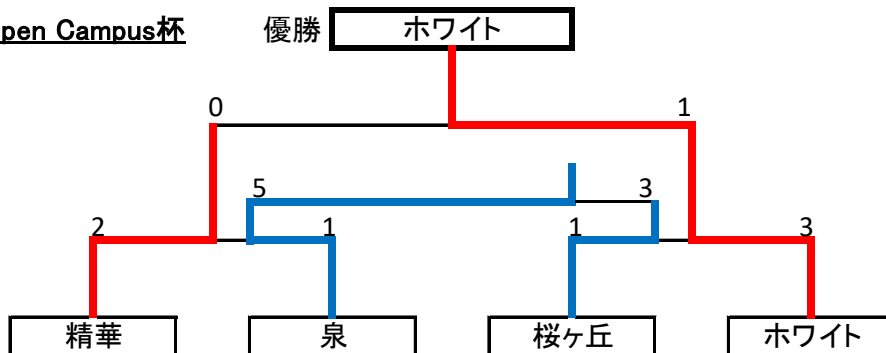 pen Campus杯
優勝 ホワイト
0 1
5 3
2 1 1 3
精華 泉 桜ヶ丘 ホワイト